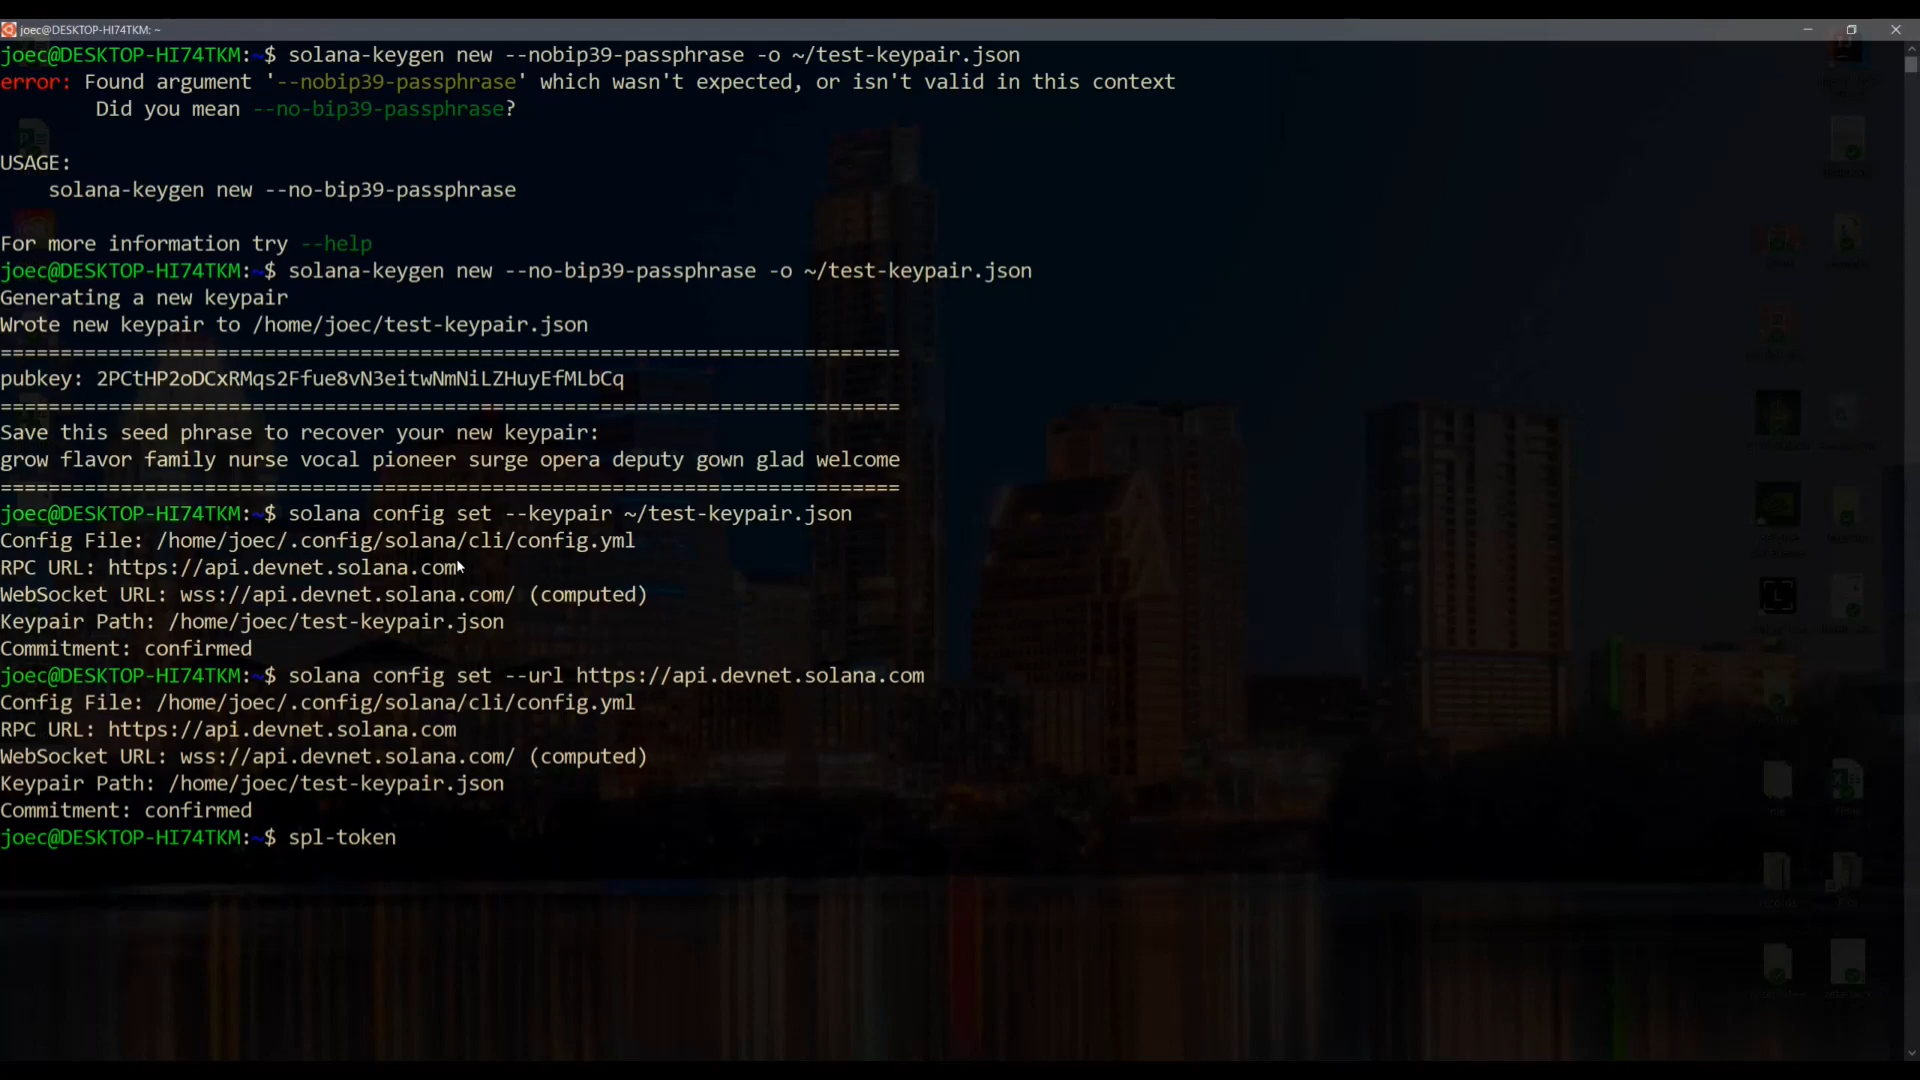 joec@DESKTOP-HI74TKM: ~
joec@DESKTOP-HI74TKM:~$ solana-keygen new --nobip39-passphrase -o ~/test-keypair.json
error: Found argument '--nobip39-passphrase' which wasn't expected, or isn't valid in this context
Did you mean --no-bip39-passphrase?
USAGE:
solana-keygen new --no-bip39-passphrase
For more information try --help
joec@DESKTOP-HI74TKM:~$ solana-keygen new --no-bip39-passphrase -o ~/test-keypair.json
Generating a new keypair
Wrote new keypair to /home/joec/test-keypair.json
===========================================================================
pubkey: 2PCtHP2oDCxRMqs2Ffue8vN3eitwNmNiLZHuyEfMLbCq
===========================================================================
Save this seed phrase to recover your new keypair:
grow flavor family nurse vocal pioneer surge opera deputy gown glad welcome
===========================================================================
joec@DESKTOP-HI74TKM:~$ solana config set --keypair ~/test-keypair.json
Config File: /home/joec/.config/solana/cli/config.yml
RPC URL: https://api.devnet.solana.com
WebSocket URL: wss://api.devnet.solana.com/ (computed)
Keypair Path: /home/joec/test-keypair.json
Commitment: confirmed
joec@DESKTOP-HI74TKM:~$ solana config set --url https://api.devnet.solana.com
Config File: /home/joec/.config/solana/cli/config.yml
RPC URL: https://api.devnet.solana.com
WebSocket URL: wss://api.devnet.solana.com/ (computed)
Keypair Path: /home/joec/test-keypair.json
Commitment: confirmed
joec@DESKTOP-HI74TKM:~$ spl-token